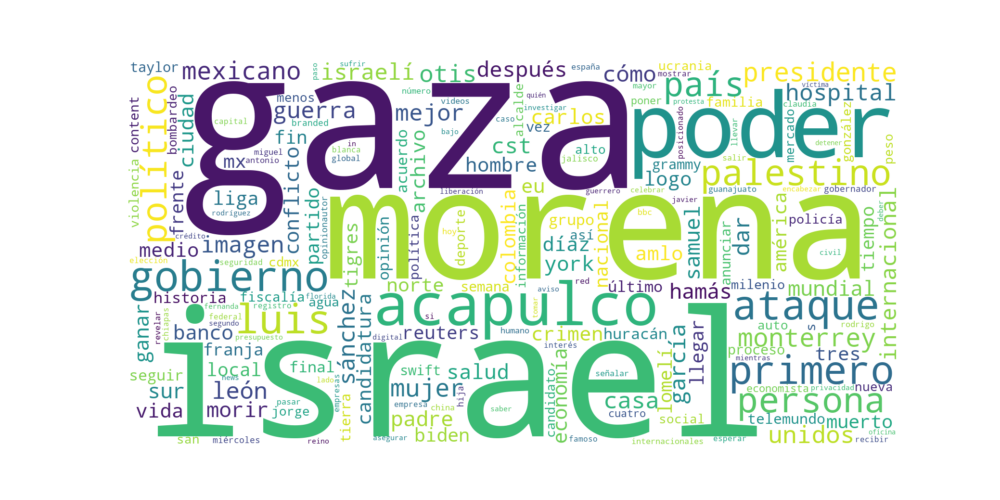 taylor
mexicano
israelí
otis
después
cómo
ucrania
mostrar
presidente
content
bombardeo
ciudad
político
menos
guerra
branded
fin
mejor
número
videos
alcalde
carlos
país
poner
familia
claudia
víctima
hospital
gaza
poder
violencia
frente
capital
mx
liga
conflicto
miguel
antonio
blanca
global
in
acuerdo
archivo
bajo
caso
cst
hombre
vez
alto
jalisco
quién
investigar
paso
sufrir
españa
mayor
protesta
posicionado
grammy
logo
llevar
mercado
salir
detener
gonzález
peso
palestino
rodríguez
partido
liberación
eu
guerrero
celebrar
javier
guanajuato
encabezar
gobernador
morena
medio
imagen
crédito
opinionautor
opinión
política
hoy
deporte
colombia
información
grupo
así
díaz
bbc
nacional
amlo
samuel
dar
anunciar
américa
policía
civil
tiempo
deber
internacional
elección
seguridad
cdmx
tigres
norte
semana
york
último
hamás
milenio
mundial
gobierno
historia
fiscalía
agua
florida
fernanda
federal
registro
sánchez
candidatura
acapulco
aviso
tomar
red
huracán
crimen
garcía
llegar
ataque
auto
s
rodrigo
ganar
chiapas
luis
banco
revelar
segundo
presupuesto
digital
si
reuters
humano
interés
monterrey
israel
franja
seguir
local
final
lado
swift
salud
candidato
economía
señalar
lomelí
proceso
mientras
tres
primero
economista
privacidad
nueva
sur
león
news
hija
tierra
empresas
mujer
empresa
china
casa
cuatro
social
persona
vida
morir
jorge
pasar
padre
saber
telemundo
muerto
san
miércoles
reino
asegurar
biden
famoso
internacionales
esperar
unidos
recibir
oficina